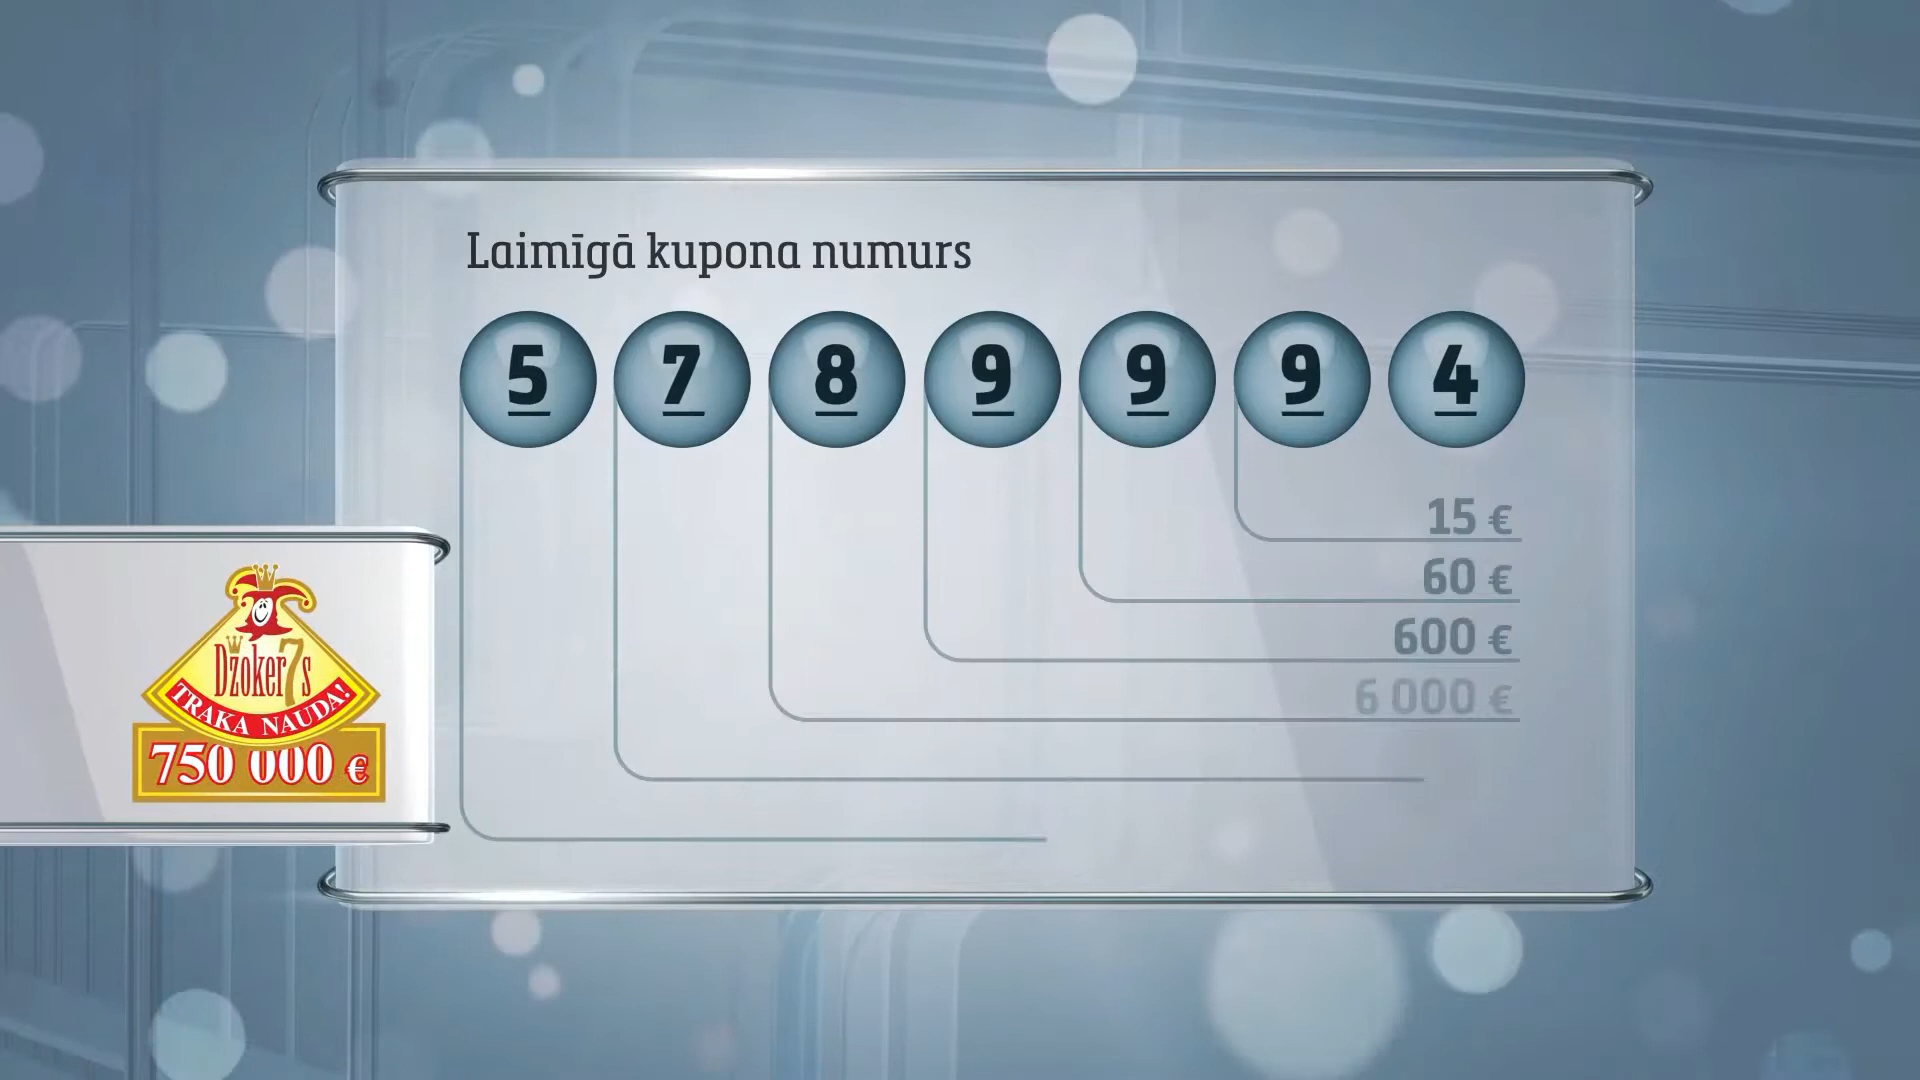 Laimīgā kupona numurs
5 7 8 9 9 9 4
15 €
60 €
600 €
6 000 €
Džoker7s
TRAKA NAUDA!
750 000 €